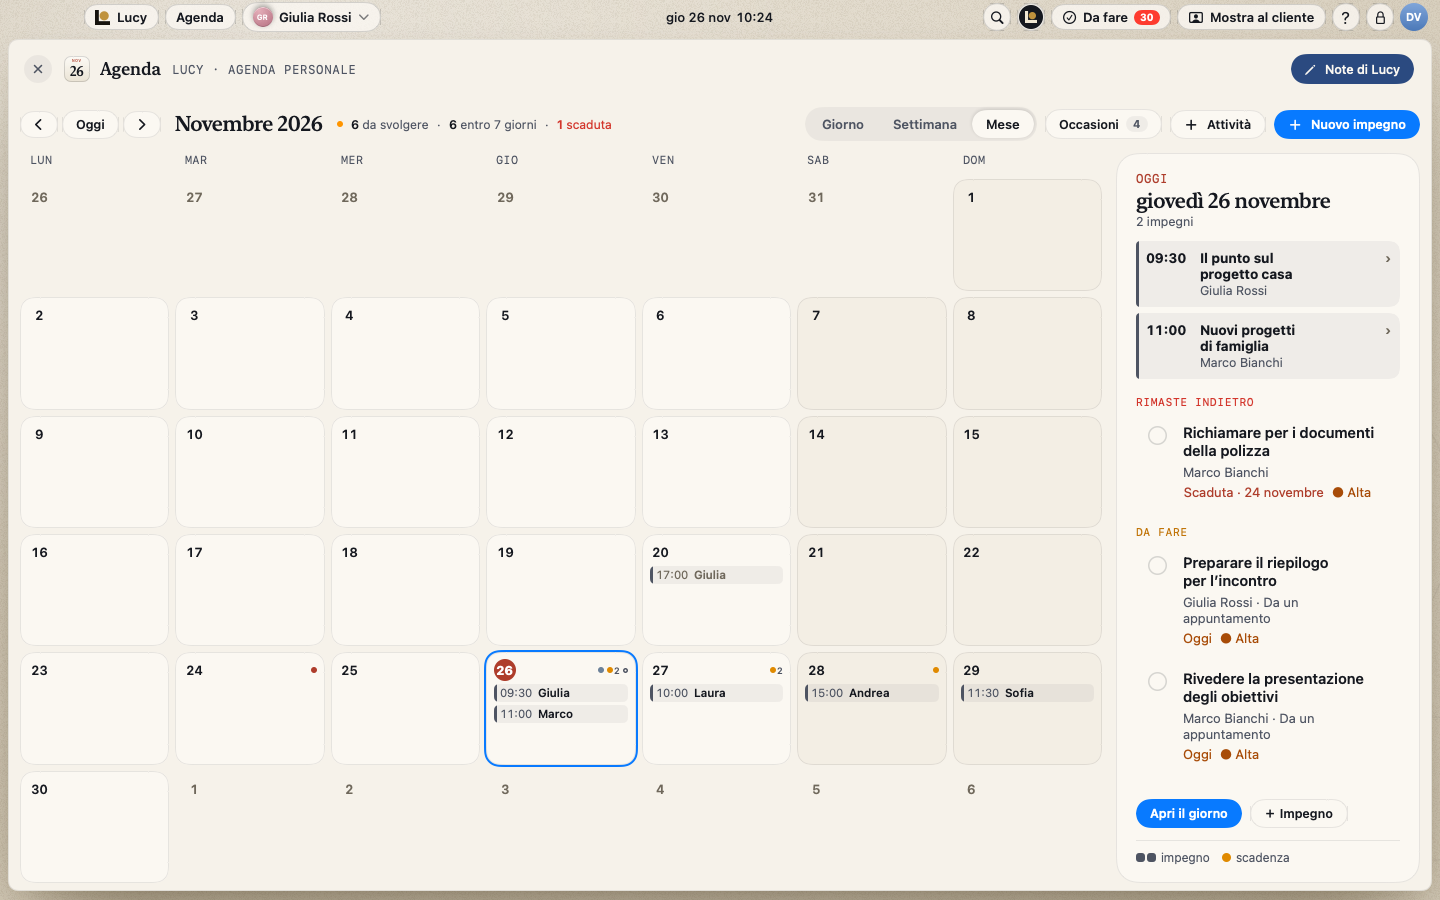 Lucy
Agenda
GR Giulia Rossi
gio 26 nov 10:24
Da fare 30
Mostra al cliente
?
DV
NOV
26
Agenda
LUCY · AGENDA PERSONALE
Note di Lucy
Oggi
Novembre 2026
6 da svolgere · 6 entro 7 giorni · 1 scaduta
Giorno
Settimana
Mese
Occasioni 4
+ Attività
+ Nuovo impegno
LUN MAR MER GIO VEN SAB DOM
26 27 28 29 30 31 1
2 3 4 5 6 7 8
9 10 11 12 13 14 15
16 17 18 19 20 21 22
17:00 Giulia
23 24 25 26 2 27 2 28 29
09:30 Giulia
11:00 Marco
10:00 Laura
15:00 Andrea
11:30 Sofia
30 1 2 3 4 5 6
OGGI
giovedì 26 novembre
2 impegni
09:30 Il punto sul
progetto casa
Giulia Rossi
11:00 Nuovi progetti
di famiglia
Marco Bianchi
RIMASTE INDIETRO
Richiamare per i documenti
della polizza
Marco Bianchi
Scaduta · 24 novembre Alta
DA FARE
Preparare il riepilogo
per l’incontro
Giulia Rossi · Da un
appuntamento
Oggi Alta
Rivedere la presentazione
degli obiettivi
Marco Bianchi · Da un
appuntamento
Oggi Alta
Apri il giorno
+ Impegno
impegno scadenza